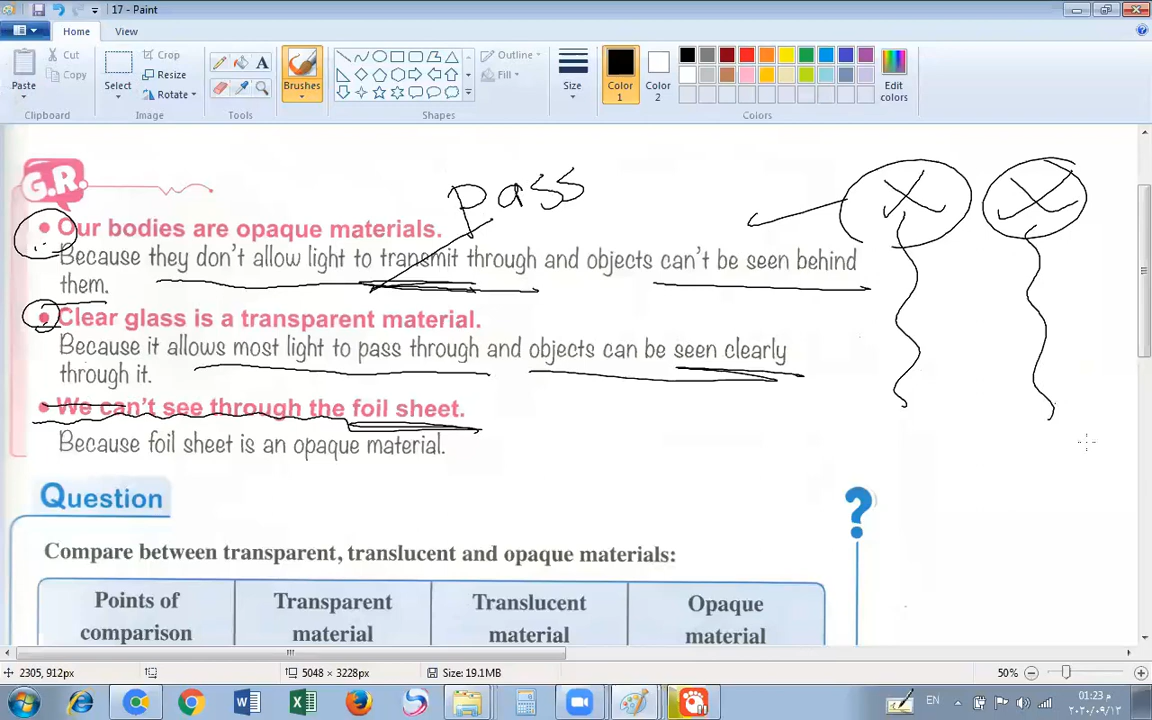 17 - Paint
Home View
Paste
Cut
Copy
Clipboard
Select
Crop
Resize
Rotate
Image
A
Tools
Brushes
Shapes
Outline
Fill
Size
Color 1
Color 2
Edit colors
Colors
G.R.
pass
• Our bodies are opaque materials.
Because they don't allow light to transmit through and objects can't be seen behind
them.
• Clear glass is a transparent material.
Because it allows most light to pass through and objects can be seen clearly
through it.
• We can't see through the foil sheet.
Because foil sheet is an opaque material.
Question
?
Compare between transparent, translucent and opaque materials:
Points of comparison
Transparent material
Translucent material
Opaque material
2305, 912px
5048 × 3228px
Size: 19.1MB
50%
EN
01:23 م
٢٠٢٠/٠٩/١٣